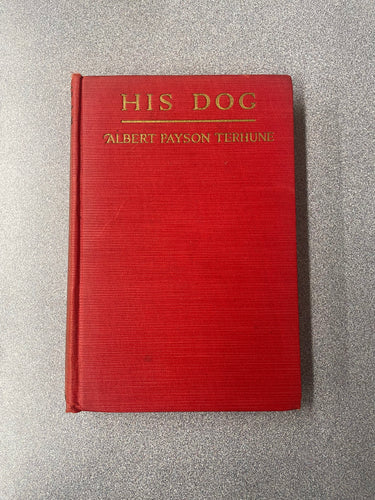 HIS DOG
ALBERT PAYSON TERHUNE